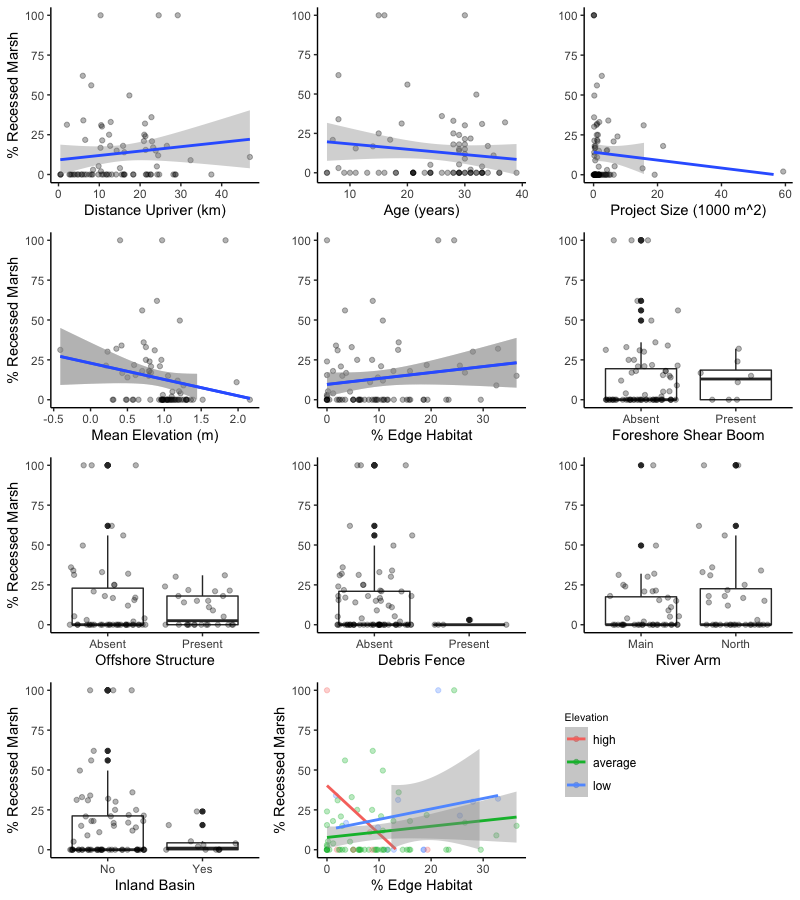 % Recessed Marsh
100
75
50
25
0
0 10 20 30 40
Distance Upriver (km)
100
75
50
25
0
10 20 30 40
Age (years)
100
75
50
25
0
0 20 40 60
Project Size (1000 m^2)
% Recessed Marsh
100
75
50
25
0
-0.5 0.0 0.5 1.0 1.5 2.0
Mean Elevation (m)
100
75
50
25
0
0 10 20 30
% Edge Habitat
100
75
50
25
0
Absent Present
Foreshore Shear Boom
% Recessed Marsh
100
75
50
25
0
Absent Present
Offshore Structure
100
75
50
25
0
Absent Present
Debris Fence
100
75
50
25
0
Main North
River Arm
% Recessed Marsh
100
75
50
25
0
No Yes
Inland Basin
% Recessed Marsh
100
75
50
25
0
0 10 20 30
% Edge Habitat
Elevation
high
average
low